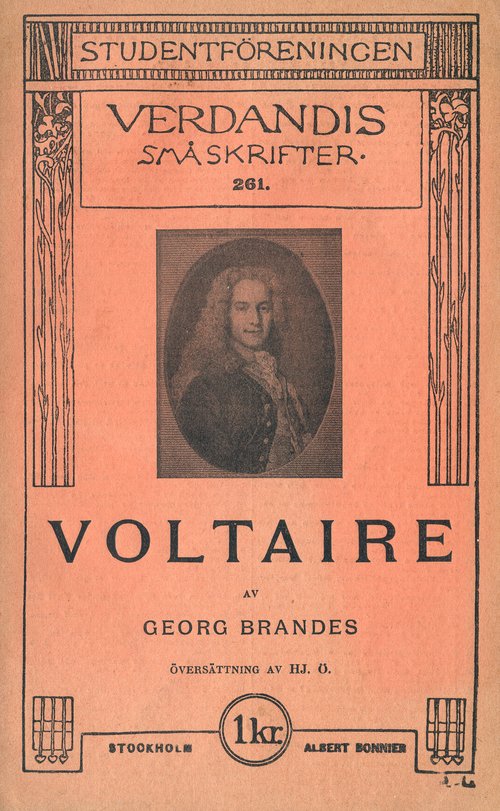 STUDENTFÖRENINGEN
VERDANDIS
SMÅSKRIFTER.
261.
VOLTAIRE
AV
GEORG BRANDES
ÖVERSÄTTNING AV HJ. Ö.
1 kr.
STOCKHOLM
ALBERT BONNIER